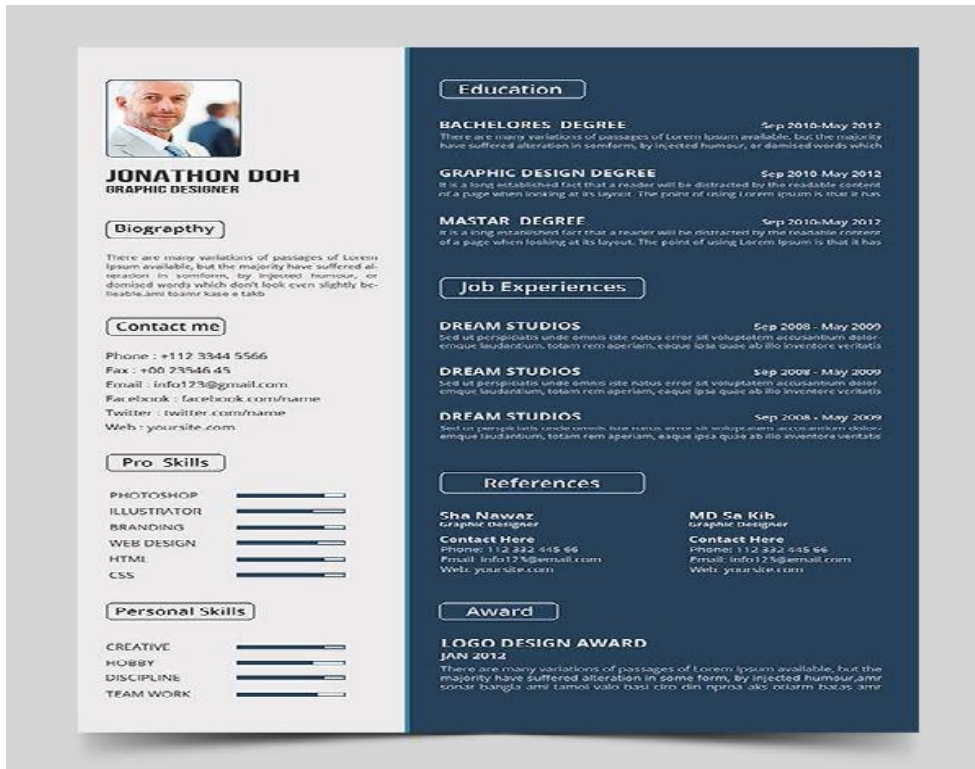 JONATHON DOH
GRAPHIC DESIGNER
Biograpthy
There are many variations of passages of Lorem
Ipsum available, but the majority have suffered al-
teration in somform, by injected humour, or
domised words which don't look even slightly be-
lieable.ami toamr kase e takb
Contact me
Phone : +112 3344 5566
Fax : +00 23546 45
Email : info123@gmail.com
Facebook : facebook.com/name
Twitter : twitter.com/name
Web : yoursite.com
Pro Skills
PHOTOSHOP
ILLUSTRATOR
BRANDING
WEB DESIGN
HTML
CSS
Personal Skills
CREATIVE
HOBBY
DISCIPLINE
TEAM WORK
Education
BACHELORES DEGREE Sep 2010-May 2012
There are many variations of passages of Lorem Ipsum available, but the majority
have suffered alteration in somform, by injected humour, or domised words which
GRAPHIC DESIGN DEGREE Sep 2010-May 2012
It is a long established fact that a reader will be distracted by the readable content
of a page when looking at its layout. The point of using Lorem Ipsum is that it has
MASTAR DEGREE Sep 2010-May 2012
It is a long established fact that a reader will be distracted by the readable content
of a page when looking at its layout. The point of using Lorem Ipsum is that it has
Job Experiences
DREAM STUDIOS Sep 2008 - May 2009
Sed ut perspiciatis unde omnis iste natus error sit voluptatem accusantium dolor-
emque laudantium, totam rem aperiam, eaque ipsa quae ab illo inventore veritatis
DREAM STUDIOS Sep 2008 - May 2009
Sed ut perspiciatis unde omnis iste natus error sit voluptatem accusantium dolor-
emque laudantium, totam rem aperiam, eaque ipsa quae ab illo inventore veritatis
DREAM STUDIOS Sep 2008 - May 2009
Sed ut perspiciatis unde omnis iste natus error sit voluptatem accusantium dolor-
emque laudantium, totam rem aperiam, eaque ipsa quae ab illo inventore veritatis
References
Sha Nawaz
Graphic Designer
Contact Here
Phone: 112 332 445 66
Email: info123@email.com
Web: yoursite.com
MD Sa Kib
Graphic Designer
Contact Here
Phone: 112 332 445 66
Email: info123@email.com
Web: yoursite.com
Award
LOGO DESIGN AWARD
JAN 2012
There are many variations of passages of Lorem Ipsum available, but the
majority have suffered alteration in some form, by injected humour,amr
sonar bangla ami tamoi valo basi ciro din aks batas amr